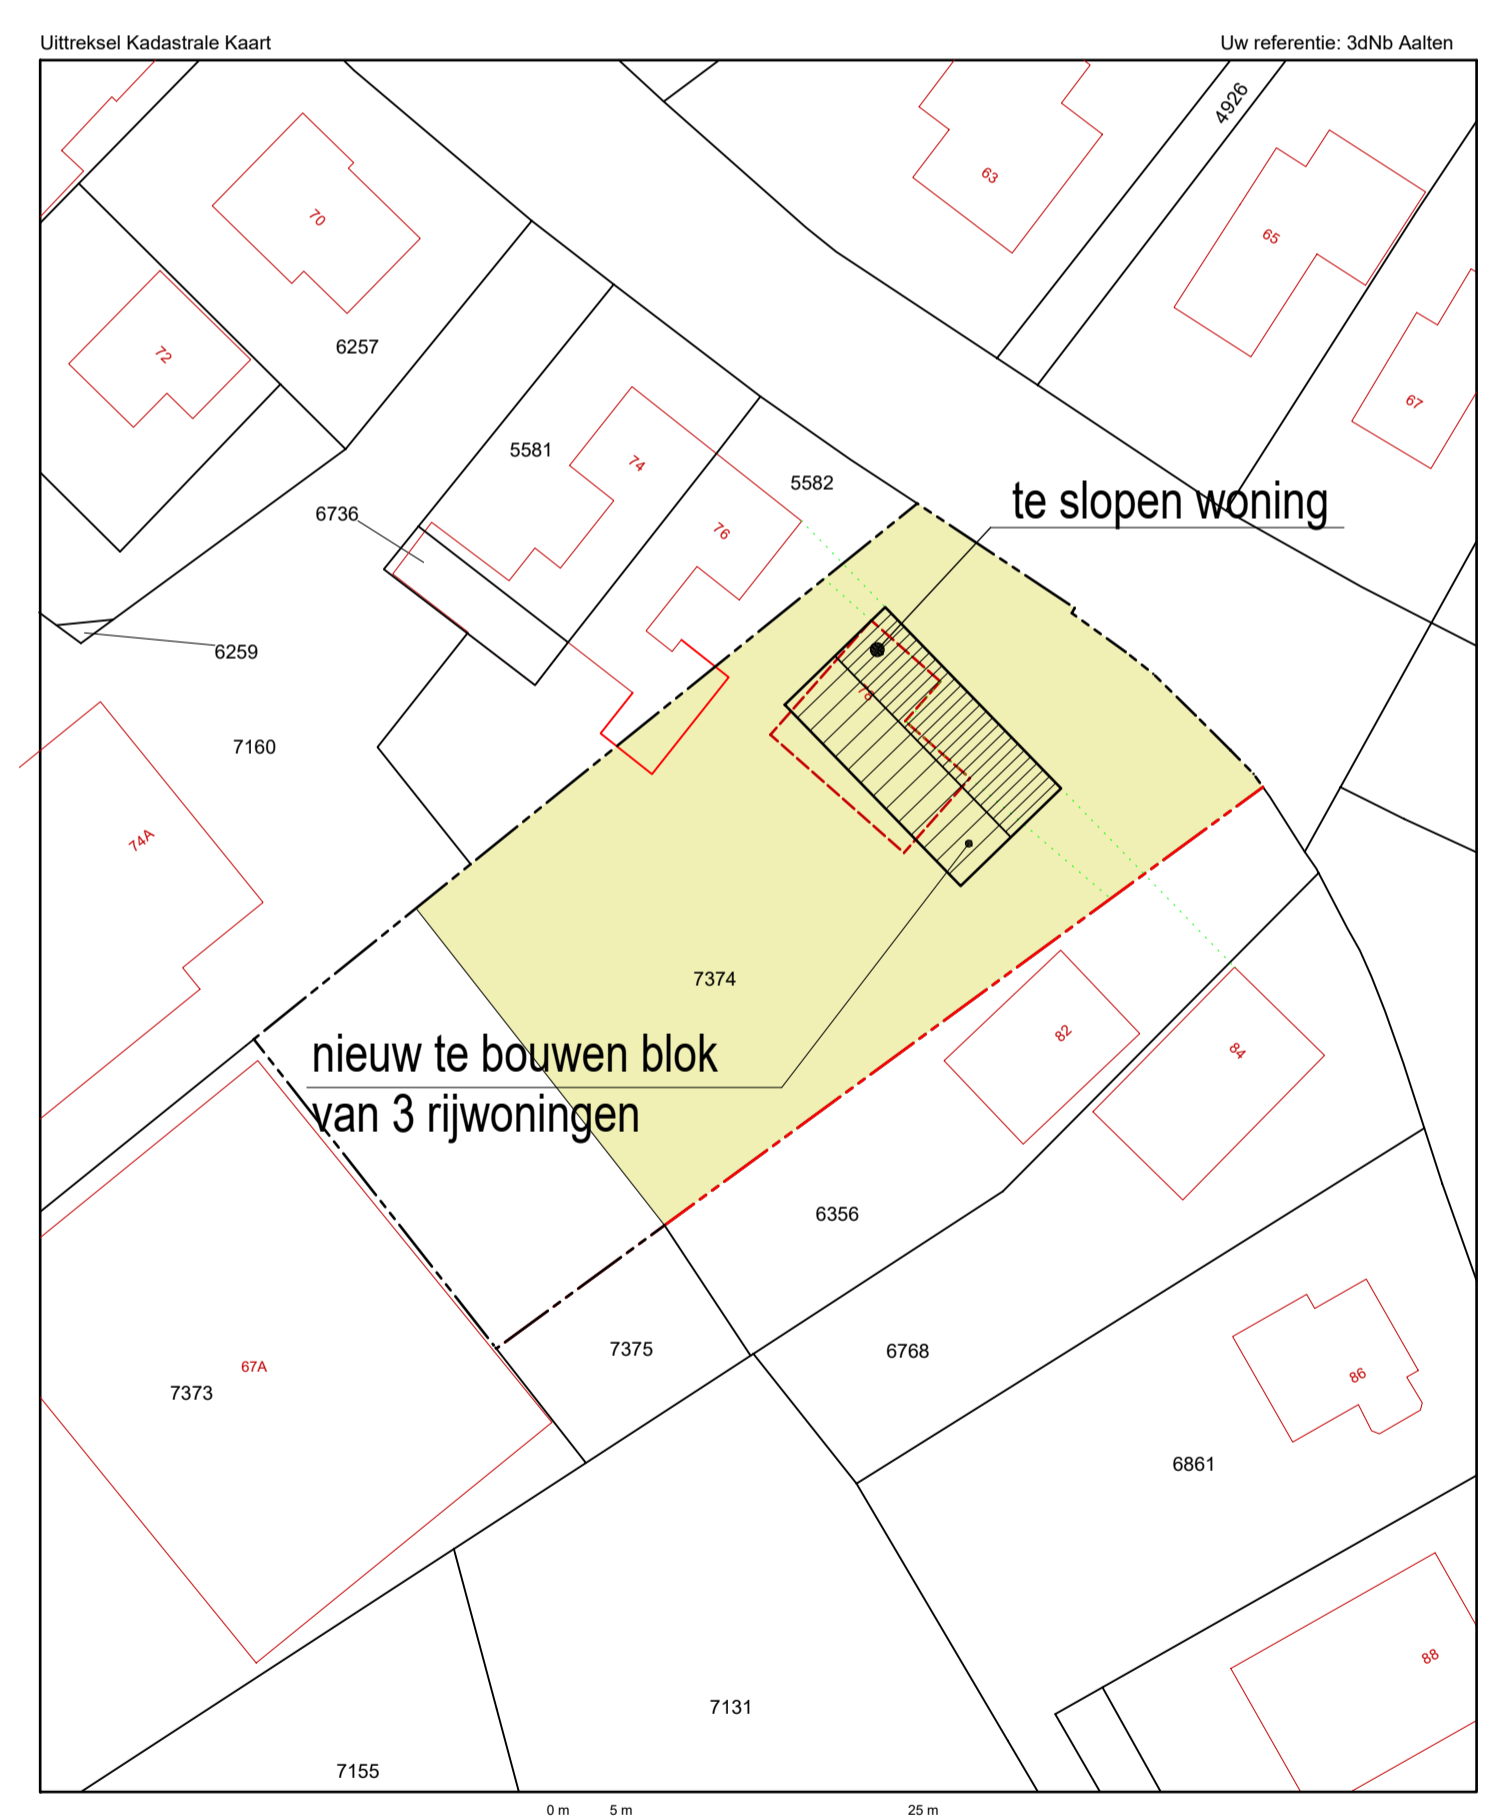 Uittreksel Kadastrale Kaart
Uw referentie: 3dNb Aalten
4926
63
70
65
72
6257
67
5581
74
5582
te slopen woning
6736
76
6259
78
7160
74A
7374
82
84
nieuw te bouwen blok
van 3 rijwoningen
6356
7375
6768
67A
7373
86
6861
88
7131
7155
0 m
5 m
25 m